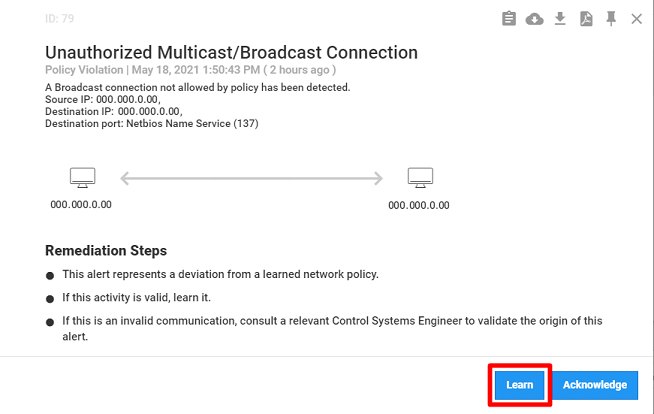 ID: 79
Unauthorized Multicast/Broadcast Connection
Policy Violation | May 18, 2021 1:50:43 PM ( 2 hours ago )
A Broadcast connection not allowed by policy has been detected.
Source IP: 000.000.0.00,
Destination IP: 000.000.0.00,
Destination port: Netbios Name Service (137)
000.000.0.00
000.000.0.00
Remediation Steps
This alert represents a deviation from a learned network policy.
If this activity is valid, learn it.
If this is an invalid communication, consult a relevant Control Systems Engineer to validate the origin of this
alert.
Learn
Acknowledge